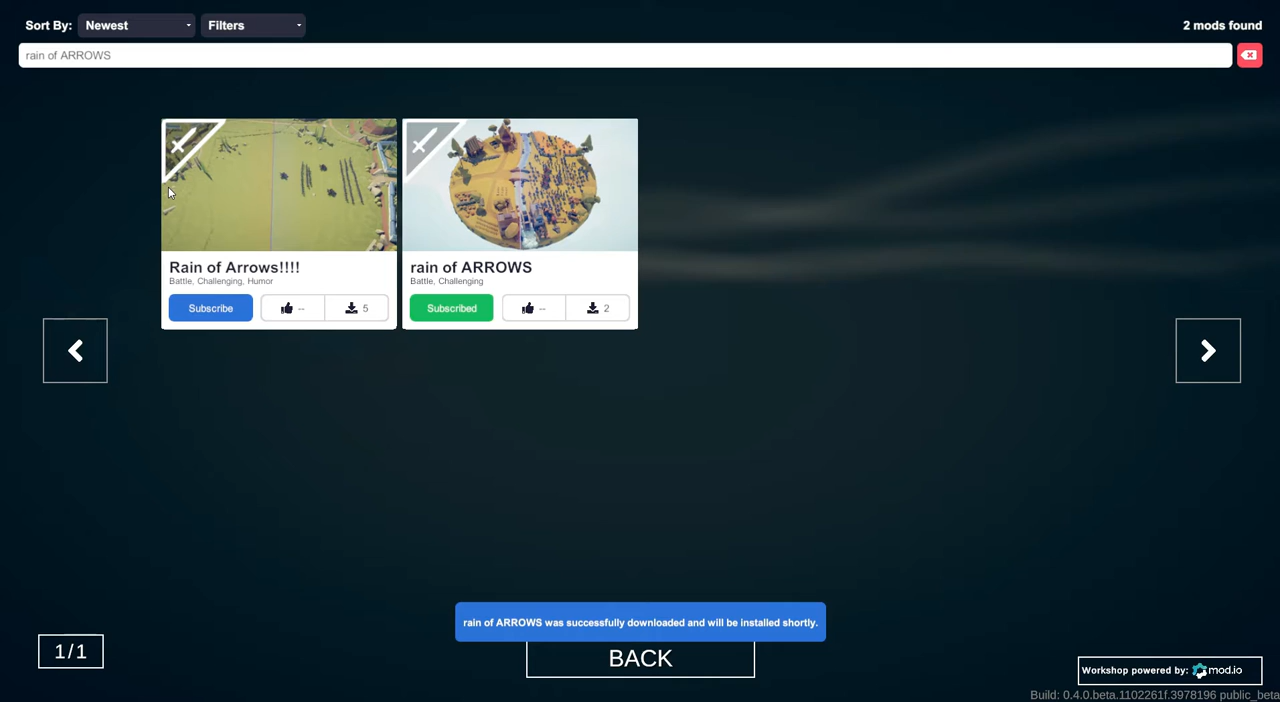 Sort By: Newest Filters 2 mods found
rain of ARROWS
Rain of Arrows!!!!
Battle, Challenging, Humor
Subscribe -- 5
rain of ARROWS
Battle, Challenging
Subscribed -- 2
rain of ARROWS was successfully downloaded and will be installed shortly.
1/1
BACK
Workshop powered by: mod.io
Build: 0.4.0.beta.1102261f.3978196 public_beta